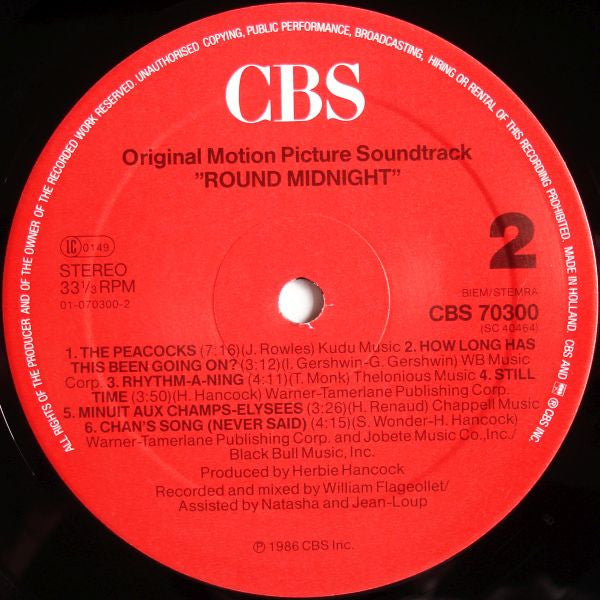 ALL RIGHTS OF THE PRODUCER AND OF THE OWNER OF THE RECORDED WORK RESERVED. UNAUTHORISED COPYING, PUBLIC PERFORMANCE, BROADCASTING, HIRING OR RENTAL OF THIS RECORDING PROHIBITED. MADE IN HOLLAND. CBS AND ARE ℗ CBS INC.
CBS
Original Motion Picture Soundtrack
"ROUND MIDNIGHT"
2
LC 0149
STEREO
33 1/3 RPM
01-070300-2
BIEM/STEMRA
CBS 70300
(SC 40464)
1. THE PEACOCKS (7:16)(J. Rowles) Kudu Music 2. HOW LONG HAS
THIS BEEN GOING ON? (3:12)(I. Gershwin-G. Gershwin) WB Music
Corp. 3. RHYTHM-A-NING (4:11)(T. Monk) Thelonious Music 4. STILL
TIME (3:50)(H. Hancock) Warner-Tamerlane Publishing Corp.
5. MINUIT AUX CHAMPS-ELYSEES (3:26)(H. Renaud) Chappell Music
6. CHAN'S SONG (NEVER SAID) (4:15)(S. Wonder-H. Hancock)
Warner-Tamerlane Publishing Corp. and Jobete Music Co., Inc./
Black Bull Music, Inc.
Produced by Herbie Hancock
Recorded and mixed by William Flageollet/
Assisted by Natasha and Jean-Loup
℗ 1986 CBS Inc.